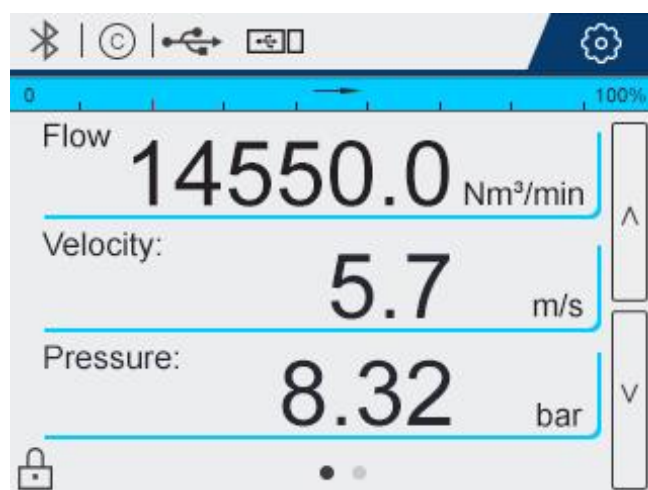 C
0 100%
Flow 14550.0 Nm³/min
Velocity: 5.7 m/s
Pressure: 8.32 bar